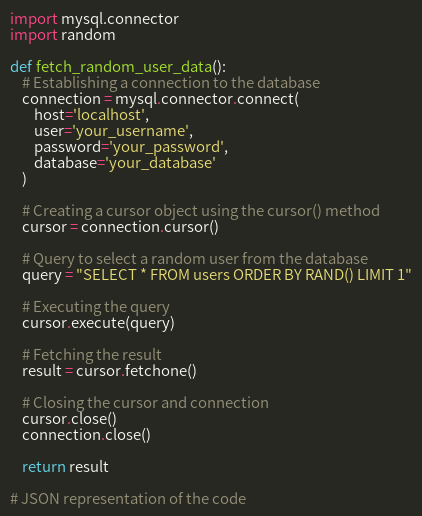 import mysql.connector
import random
def fetch_random_user_data():
# Establishing a connection to the database
connection = mysql.connector.connect(
host='localhost',
user='your_username',
password='your_password',
database='your_database'
)
# Creating a cursor object using the cursor() method
cursor = connection.cursor()
# Query to select a random user from the database
query = "SELECT * FROM users ORDER BY RAND() LIMIT 1"
# Executing the query
cursor.execute(query)
# Fetching the result
result = cursor.fetchone()
# Closing the cursor and connection
cursor.close()
connection.close()
return result
# JSON representation of the code